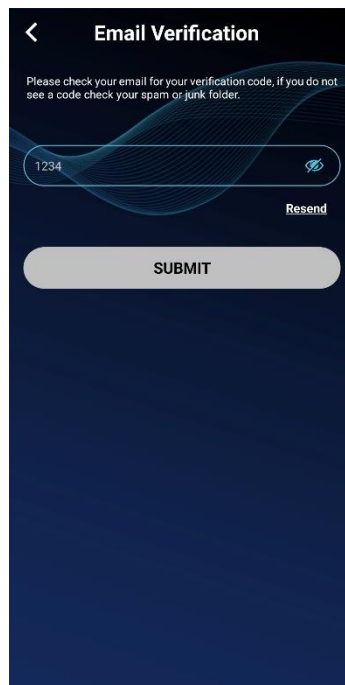 Email Verification
Please check your email for your verification code, if you do not
see a code check your spam or junk folder.
1234
Resend
SUBMIT